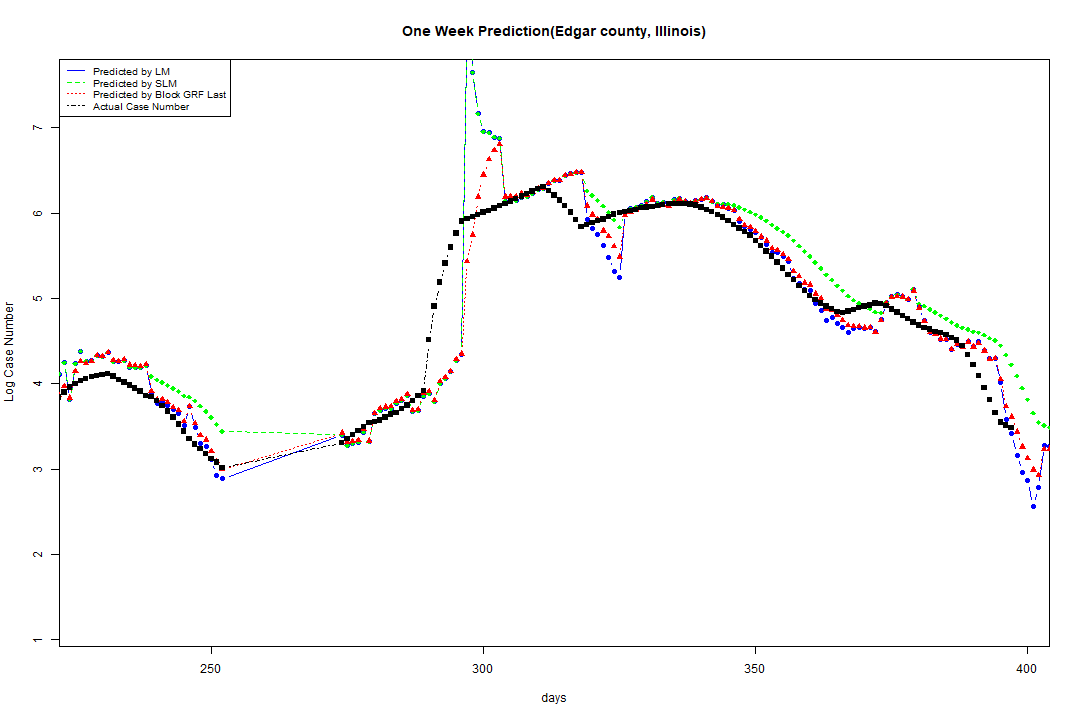 One Week Prediction(Edgar county, Illinois)
Predicted by LM
Predicted by SLM
Predicted by Block GRF Last
Actual Case Number
7
6
5
4
3
2
1
Log Case Number
250 300 350 400
days